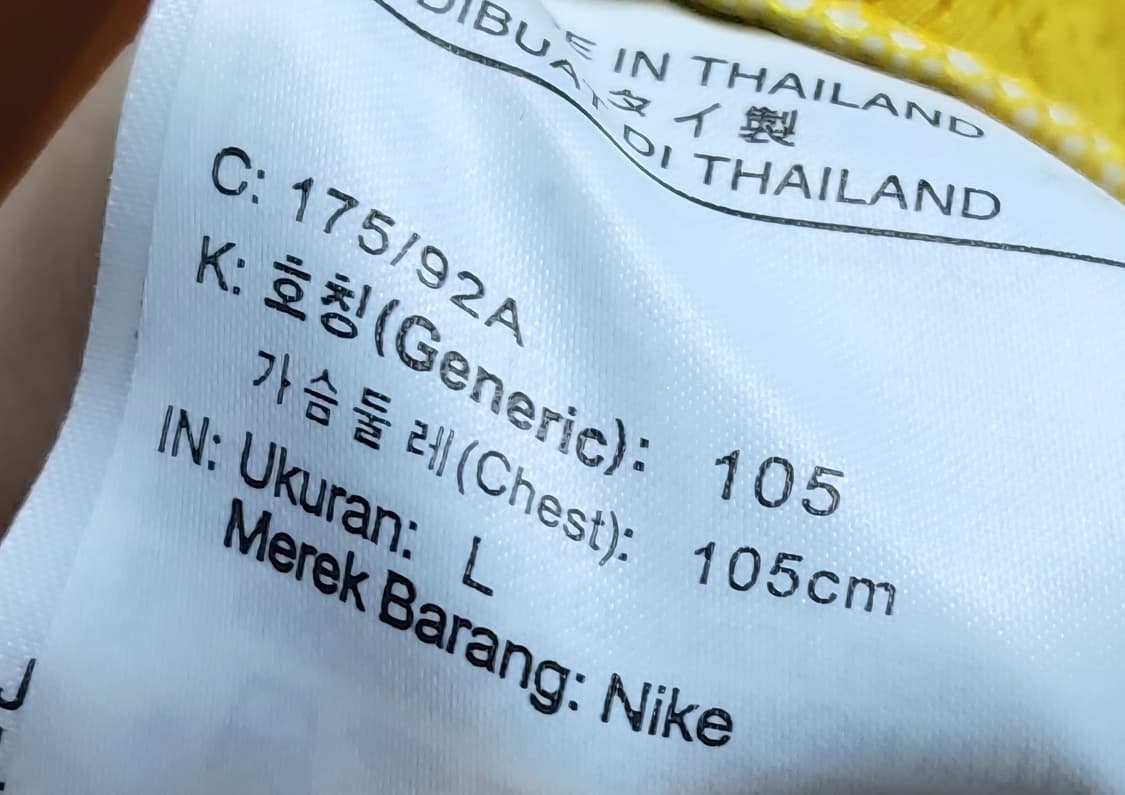 IN THAILAND
タイ製
DIBUA DI THAILAND
C: 175/92A
K: 호칭(Generic): 105
가슴둘레(Chest): 105cm
IN: Ukuran: L
Merek Barang: Nike